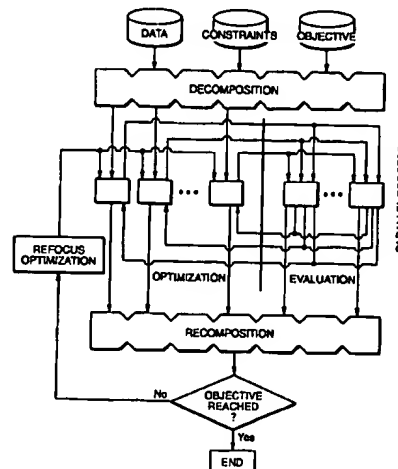 DATA
CONSTRAINTS
OBJECTIVE
DECOMPOSITION
REFOCUS
OPTIMIZATION
OPTIMIZATION
EVALUATION
RECOMPOSITION
No
OBJECTIVE
REACHED
?
Yes
END